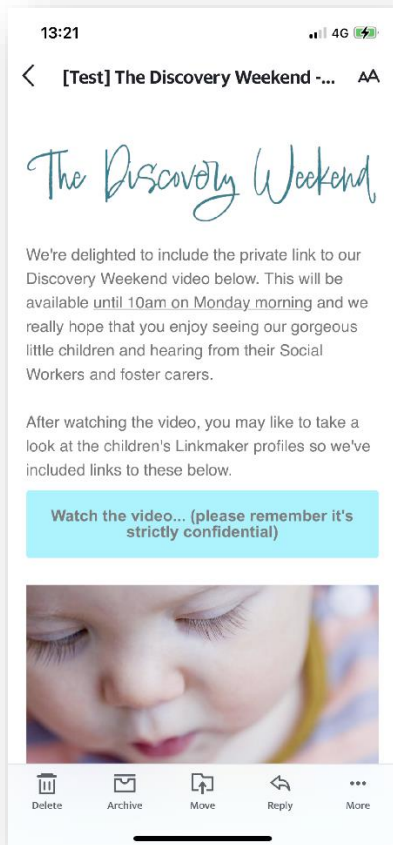 13:21
4G
[Test] The Discovery Weekend -...
AA
The Discovery Weekend
We're delighted to include the private link to our
Discovery Weekend video below. This will be
available until 10am on Monday morning and we
really hope that you enjoy seeing our gorgeous
little children and hearing from their Social
Workers and foster carers.
After watching the video, you may like to take a
look at the children's Linkmaker profiles so we've
included links to these below.
Watch the video... (please remember it's
strictly confidential)
Delete Archive Move Reply More